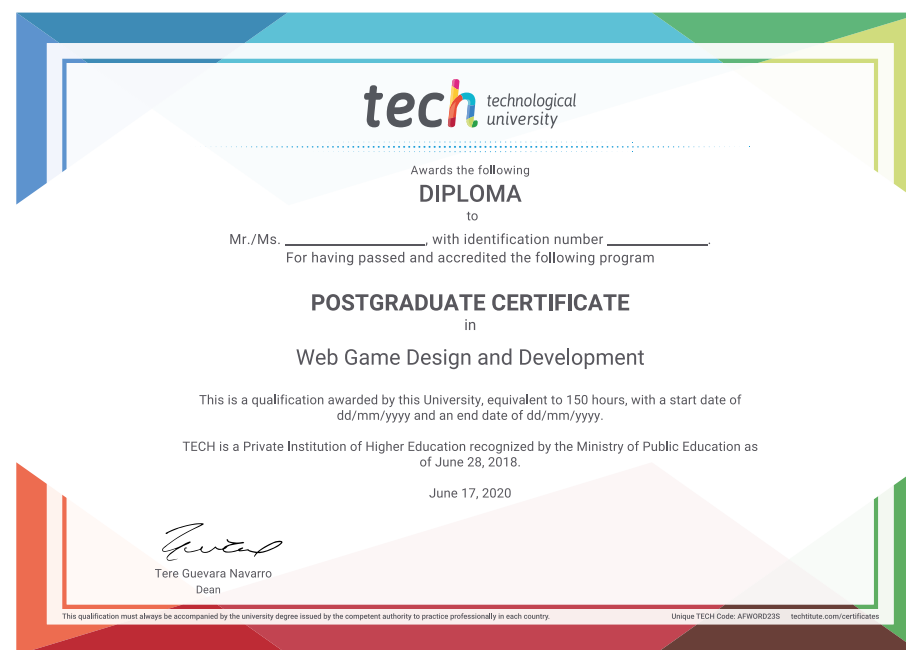 tech technological
university
Awards the following
DIPLOMA
to
Mr./Ms. ____________, with identification number ____________.
For having passed and accredited the following program
POSTGRADUATE CERTIFICATE
in
Web Game Design and Development
This is a qualification awarded by this University, equivalent to 150 hours, with a start date of
dd/mm/yyyy and an end date of dd/mm/yyyy.
TECH is a Private Institution of Higher Education recognized by the Ministry of Public Education as
of June 28, 2018.
June 17, 2020
Tere Guevara Navarro
Dean
This qualification must always be accompanied by the university degree issued by the competent authority to practice professionally in each country.
Unique TECH Code: AFWORD23S techtitute.com/certificates